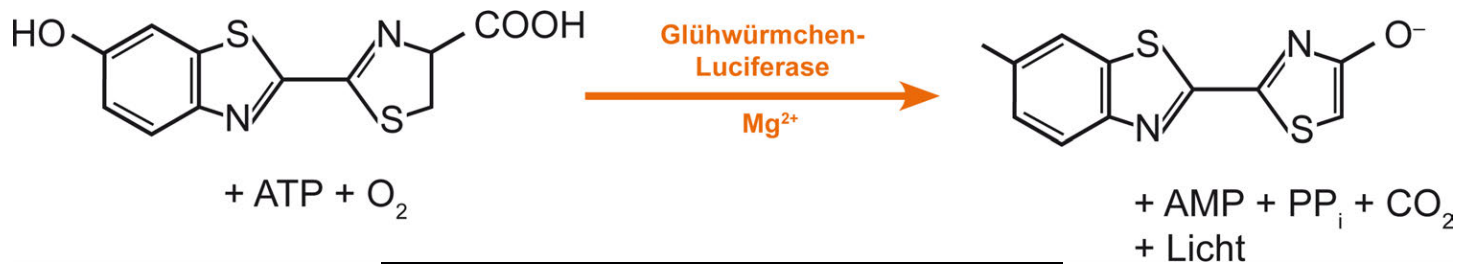 HO
S
N
N
S
COOH
+ ATP + O₂
Glühwürmchen-
Luciferase
Mg²⁺
S
N
N
S
O⁻
+ AMP + PPᵢ + CO₂
+ Licht